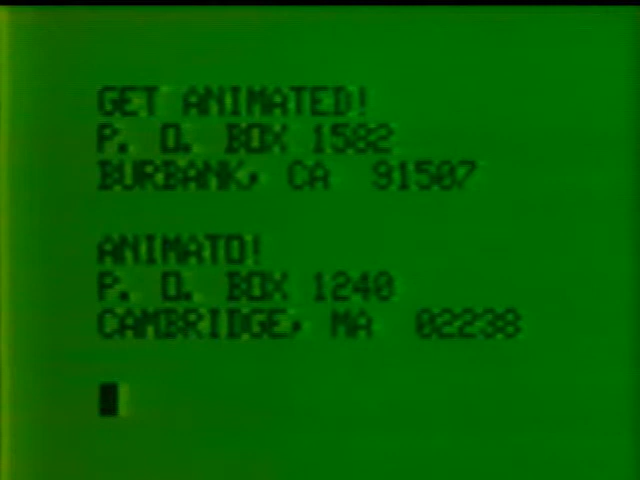 GET ANIMATED!
P. O. BOX 1582
BURBANK, CA  91507
ANIMATO!
P. O. BOX 1240
CAMBRIDGE, MA  02238